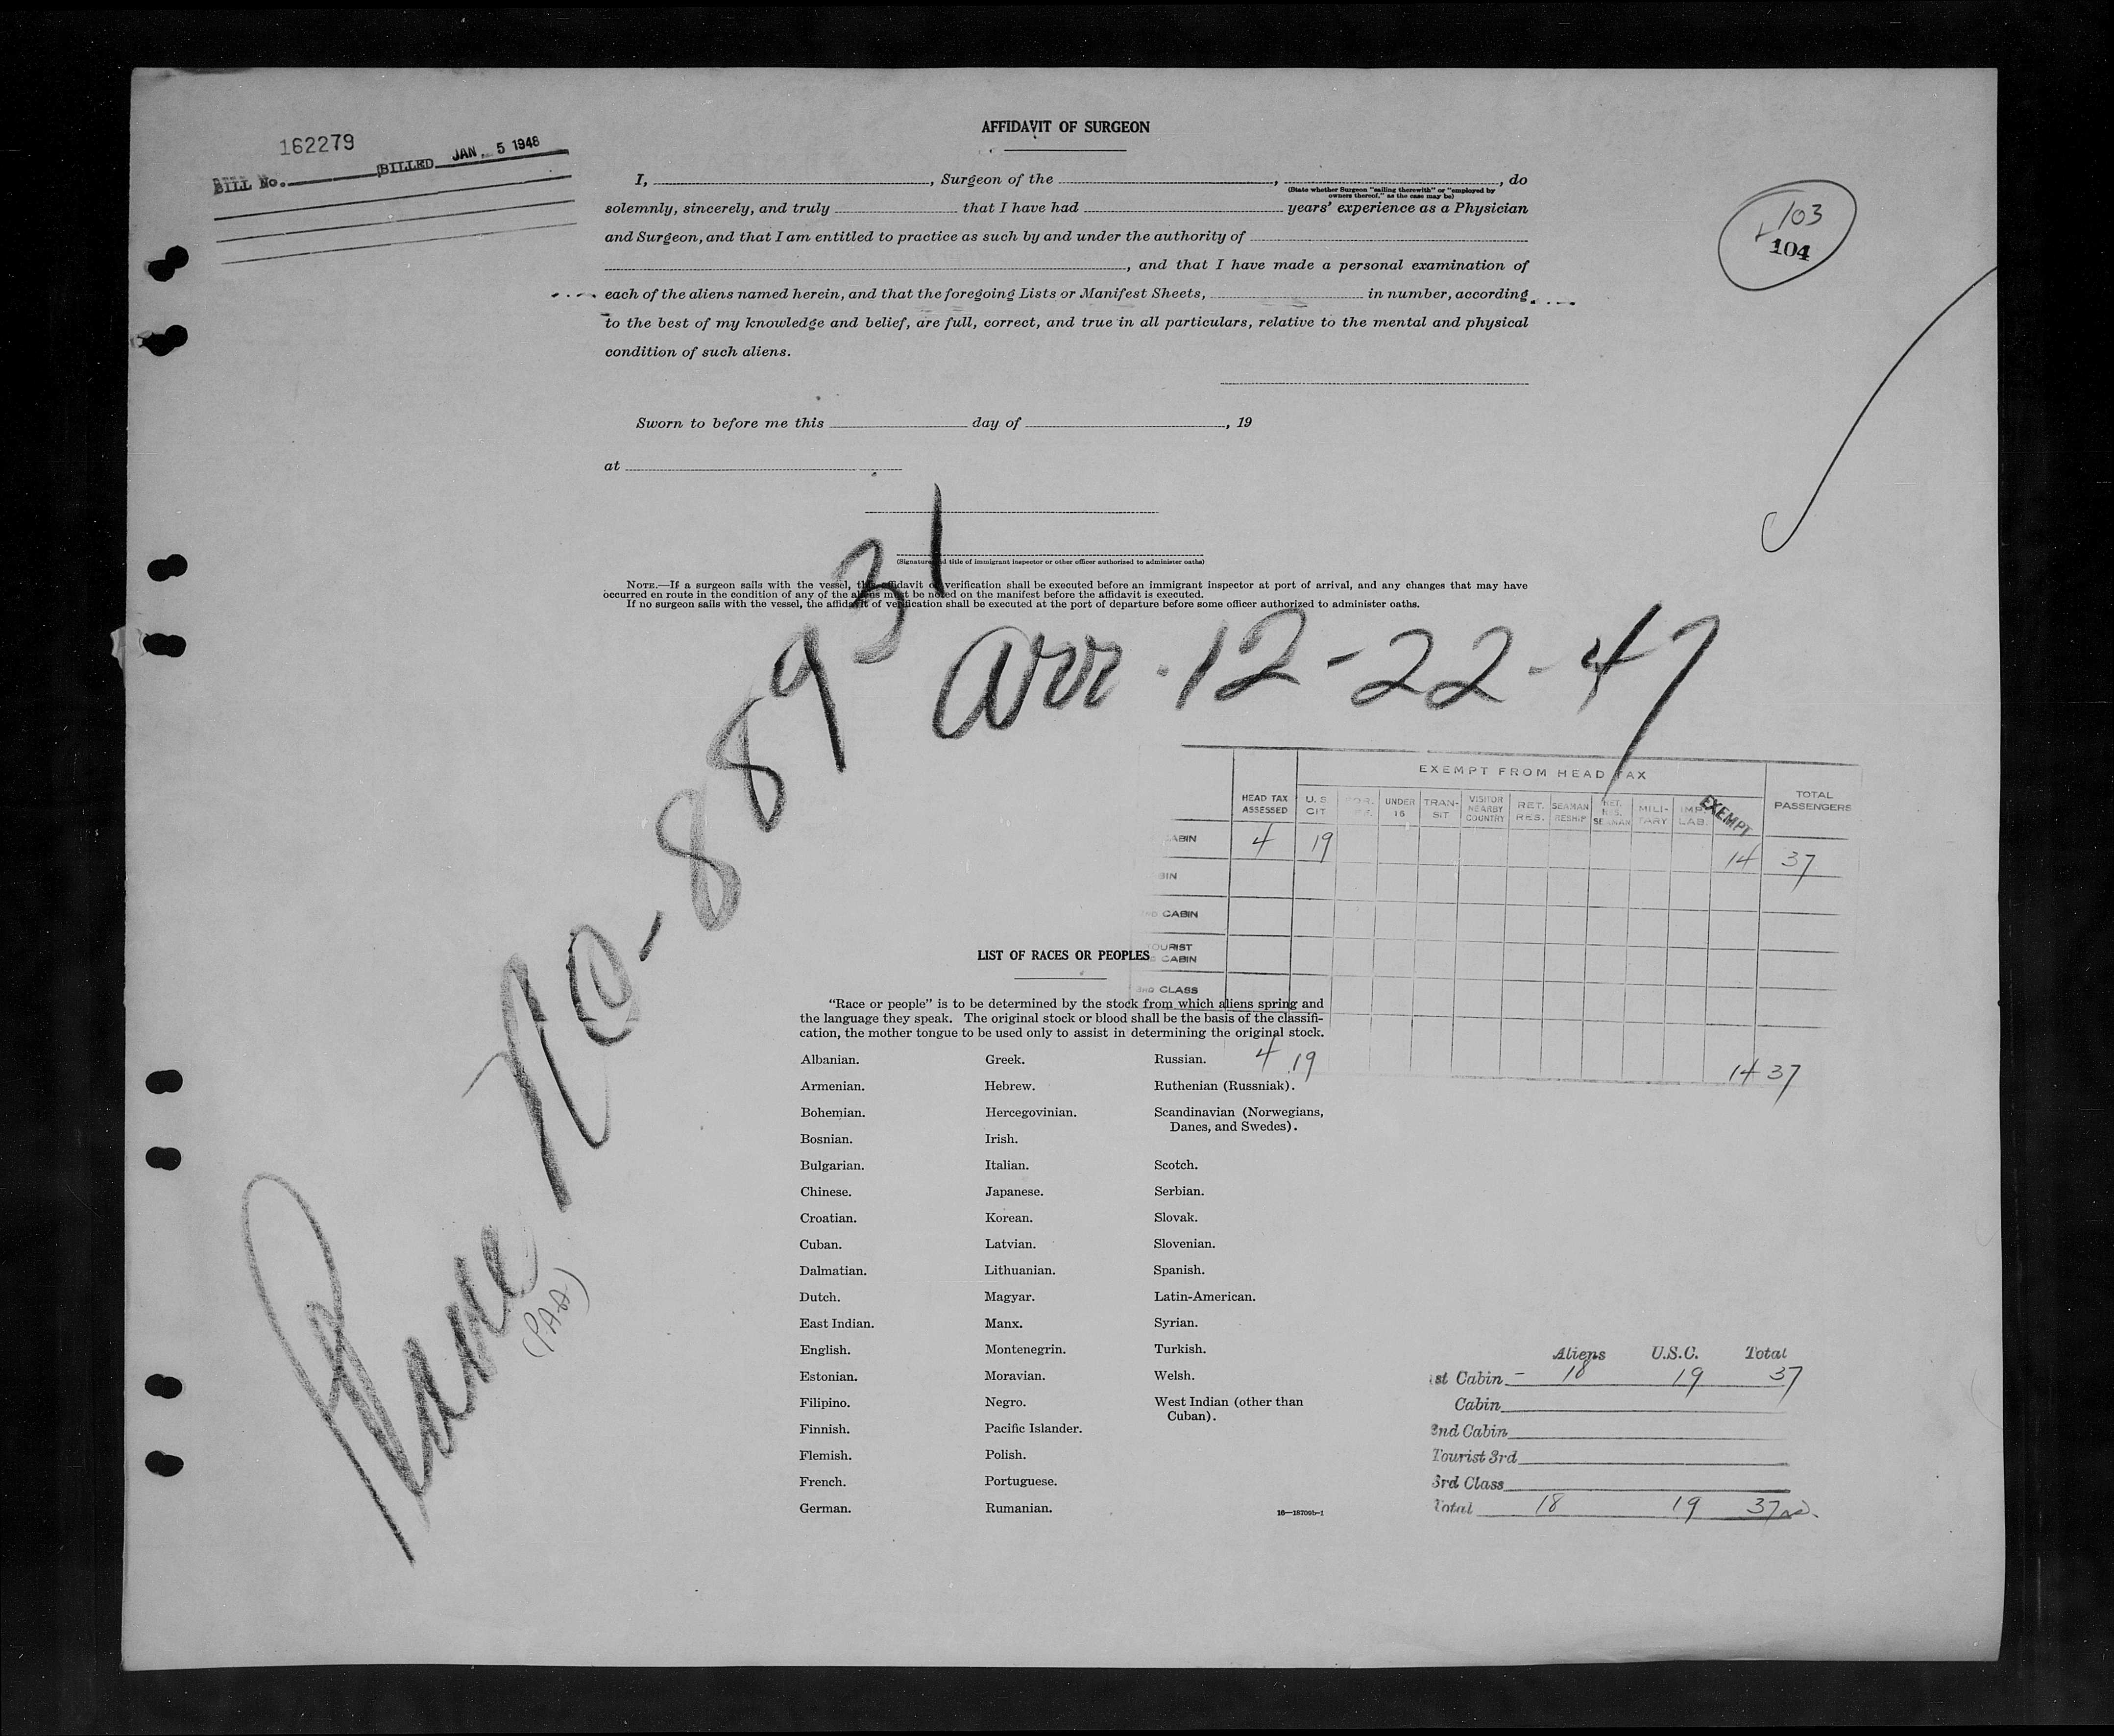 162279
BILL No. BILLED JAN. 5 1948
103
104
AFFIDAVIT OF SURGEON
I, , Surgeon of the , , do
(State whether Surgeon "sailing therewith" or "employed by
owners thereof," as the case may be)
solemnly, sincerely, and truly that I have had years' experience as a Physician
and Surgeon, and that I am entitled to practice as such by and under the authority of
, and that I have made a personal examination of
each of the aliens named herein, and that the foregoing Lists or Manifest Sheets, in number, according
to the best of my knowledge and belief, are full, correct, and true in all particulars, relative to the mental and physical
condition of such aliens.
Sworn to before me this day of , 19
at
(Signature and title of immigrant inspector or other officer authorized to administer oaths)
NOTE.—If a surgeon sails with the vessel, the affidavit or verification shall be executed before an immigrant inspector at port of arrival, and any changes that may have
occurred en route in the condition of any of the aliens must be noted on the manifest before the affidavit is executed.
If no surgeon sails with the vessel, the affidavit of verification shall be executed at the port of departure before some officer authorized to administer oaths.
Plane NC-88931
(PAA)
arr. 12-22-47
EXEMPT FROM HEAD TAX
HEAD TAX ASSESSED U.S CIT UNDER 16 TRAN-SIT VISITOR NEARBY COUNTRY RET. RES. SEAMAN RESHIP RET. RES. SEAMAN MILI-TARY IMP. LAB. EXEMPT TOTAL PASSENGERS
CABIN 4 19 14 37
BIN
CABIN
TOURIST
CABIN
3RD CLASS
4 19 14 37
LIST OF RACES OR PEOPLES
"Race or people" is to be determined by the stock from which aliens spring and
the language they speak. The original stock or blood shall be the basis of the classifi-
cation, the mother tongue to be used only to assist in determining the original stock.
Albanian.
Armenian.
Bohemian.
Bosnian.
Bulgarian.
Chinese.
Croatian.
Cuban.
Dalmatian.
Dutch.
East Indian.
English.
Estonian.
Filipino.
Finnish.
Flemish.
French.
German.
Greek.
Hebrew.
Hercegovinian.
Irish.
Italian.
Japanese.
Korean.
Latvian.
Lithuanian.
Magyar.
Manx.
Montenegrin.
Moravian.
Negro.
Pacific Islander.
Polish.
Portuguese.
Rumanian.
Russian.
Ruthenian (Russniak).
Scandinavian (Norwegians,
Danes, and Swedes).
Scotch.
Serbian.
Slovak.
Slovenian.
Spanish.
Latin-American.
Syrian.
Turkish.
Welsh.
West Indian (other than
Cuban).
16—18709b-1
Aliens U.S.C. Total
1st Cabin - 18 19 37
Cabin
2nd Cabin
Tourist 3rd
3rd Class
Total 18 19 37